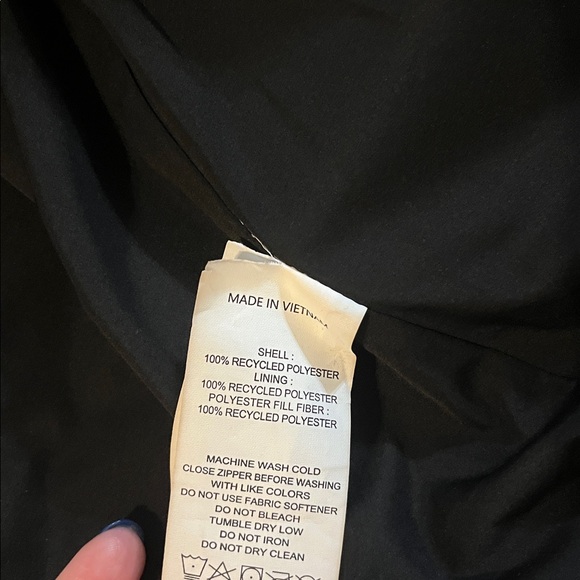 MADE IN VIETNAM
SHELL :
100% RECYCLED POLYESTER
LINING :
100% RECYCLED POLYESTER
POLYESTER FILL FIBER :
100% RECYCLED POLYESTER
MACHINE WASH COLD
CLOSE ZIPPER BEFORE WASHING
WITH LIKE COLORS
DO NOT USE FABRIC SOFTENER
DO NOT BLEACH
TUMBLE DRY LOW
DO NOT IRON
DO NOT DRY CLEAN